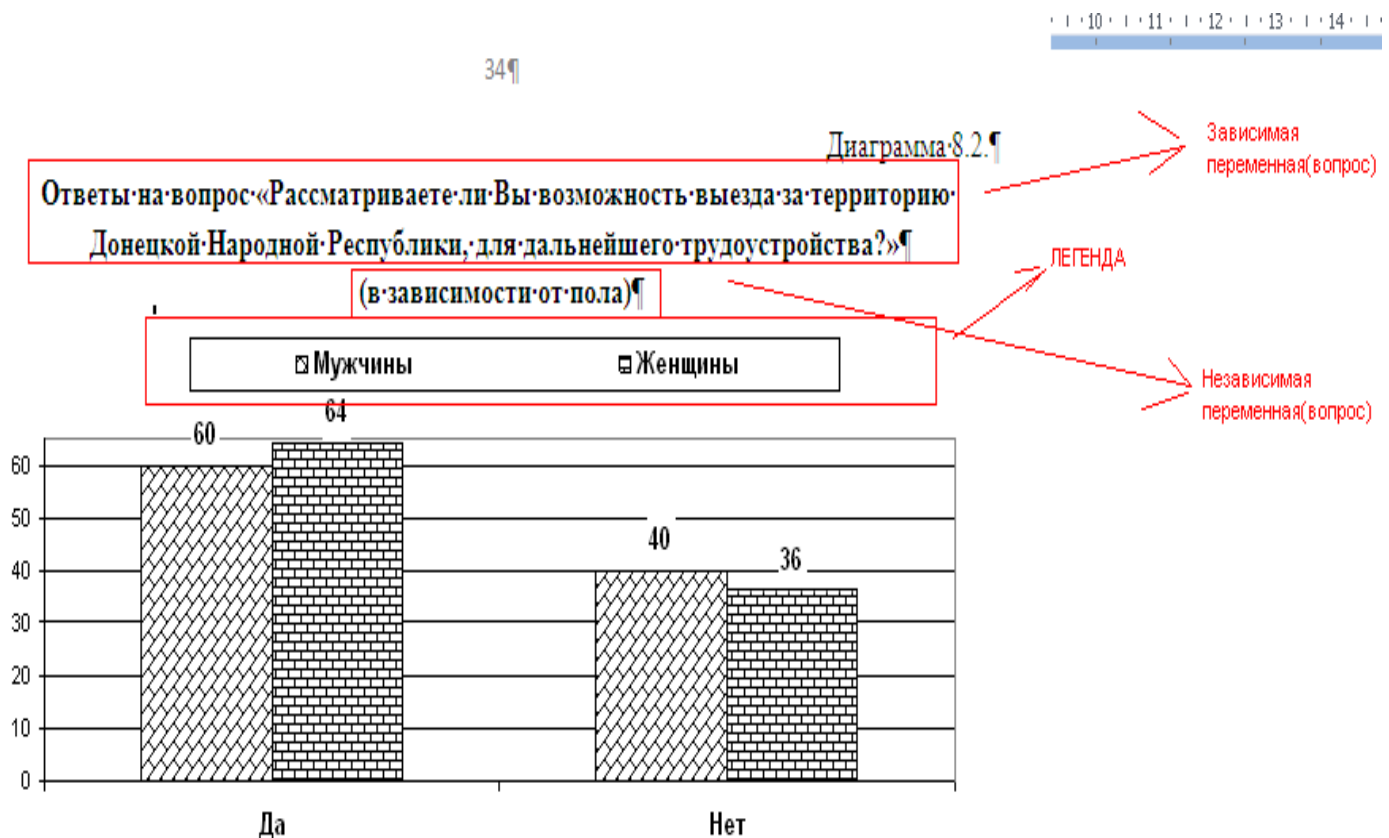 10 11 12 13 14
34¶
Диаграмма·8.2.¶
Зависимая
переменная(вопрос)
Ответы·на·вопрос·«Рассматриваете·ли·Вы·возможность·выезда·за·территорию·
Донецкой·Народной·Республики,·для·дальнейшего·трудоустройства?»¶
ЛЕГЕНДА
(в·зависимости·от·пола)¶
Мужчины Женщины
Независимая
переменная(вопрос)
60 64
40 36
60
50
40
30
20
10
0
Да Нет